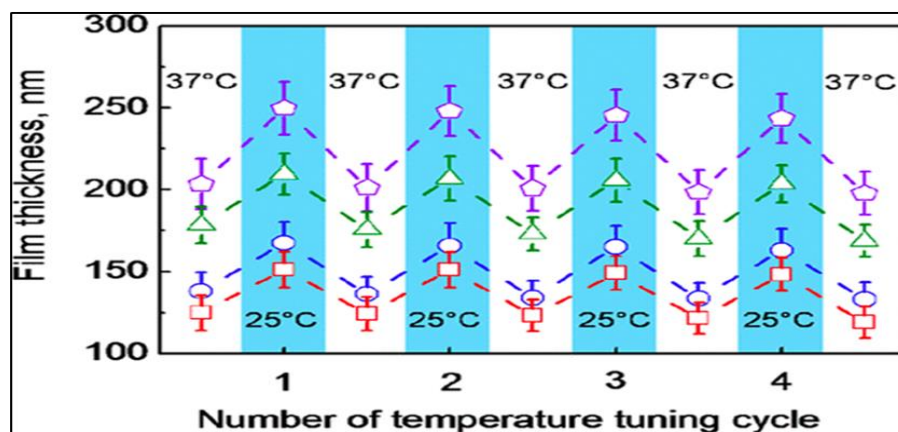 300
250
200
150
100
Film thickness, nm
37°C
37°C
37°C
37°C
37°C
25°C
25°C
25°C
25°C
1
2
3
4
Number of temperature tuning cycle